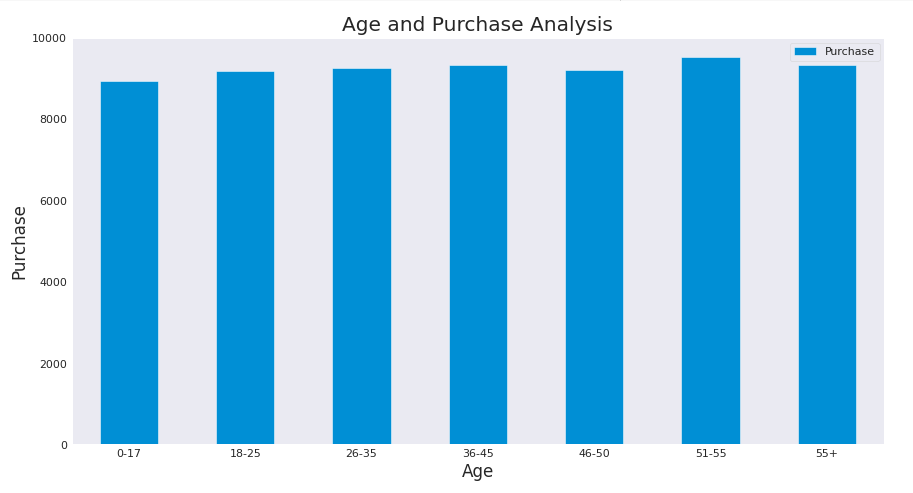 Age and Purchase Analysis
Purchase
10000
8000
6000
4000
2000
0
Purchase
0-17 18-25 26-35 36-45 46-50 51-55 55+
Age